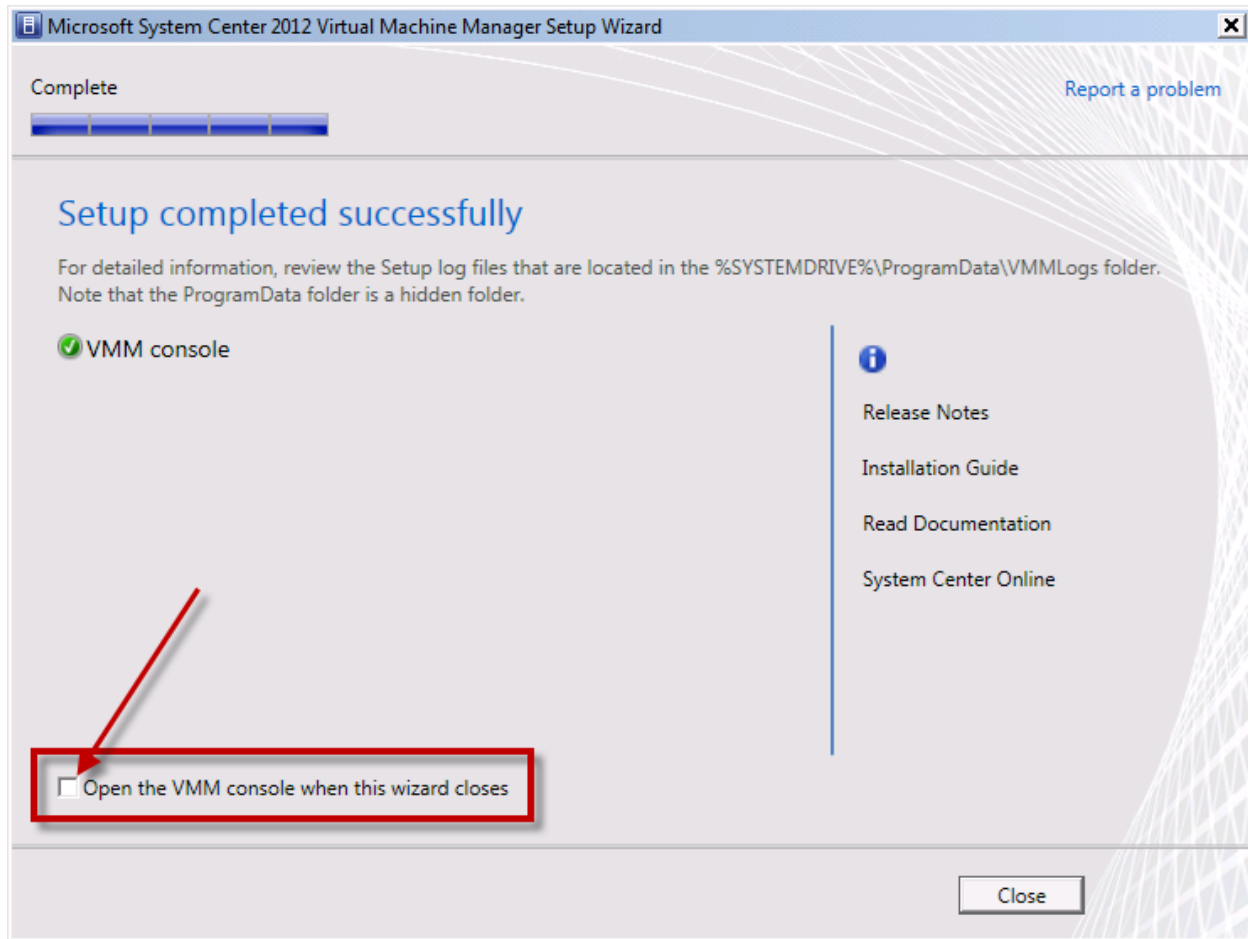 Microsoft System Center 2012 Virtual Machine Manager Setup Wizard
Complete
Report a problem
Setup completed successfully
For detailed information, review the Setup log files that are located in the %SYSTEMDRIVE%\ProgramData\VMMLogs folder.
Note that the ProgramData folder is a hidden folder.
VMM console
Release Notes
Installation Guide
Read Documentation
System Center Online
Open the VMM console when this wizard closes
Close